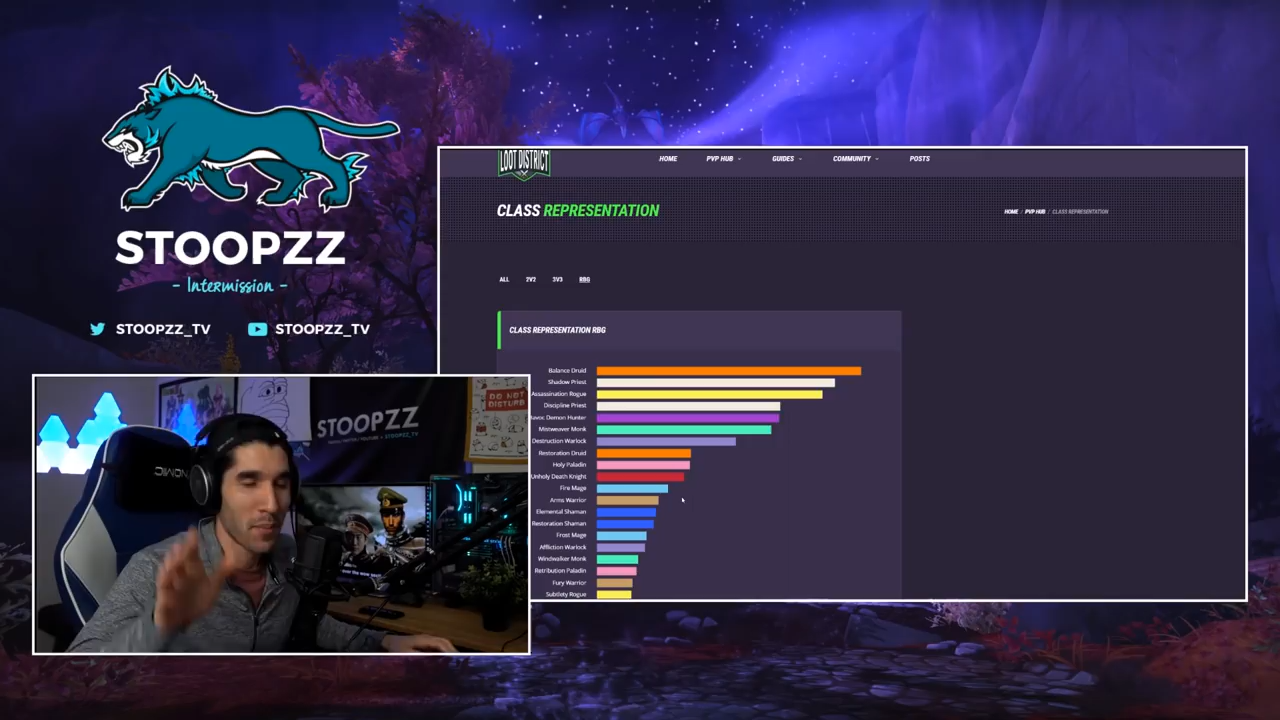 STOOPZZ
- Intermission -
STOOPZZ_TV
STOOPZZ_TV
LOOT DISTRICT
HOME
PVP HUB
GUIDES
COMMUNITY
POSTS
CLASS REPRESENTATION
HOME / PVP HUB / CLASS REPRESENTATION
ALL
2V2
3V3
RBG
CLASS REPRESENTATION RBG
Balance Druid
Shadow Priest
Assassination Rogue
Discipline Priest
avoc Demon Hunter
Mistweaver Monk
Destruction Warlock
Restoration Druid
Holy Paladin
Unholy Death Knight
Fire Mage
Arms Warrior
Elemental Shaman
Restoration Shaman
Frost Mage
Affliction Warlock
Windwalker Monk
Retribution Paladin
Fury Warrior
Subtlety Rogue
STOOPZZ
DO NOT
DISTURB